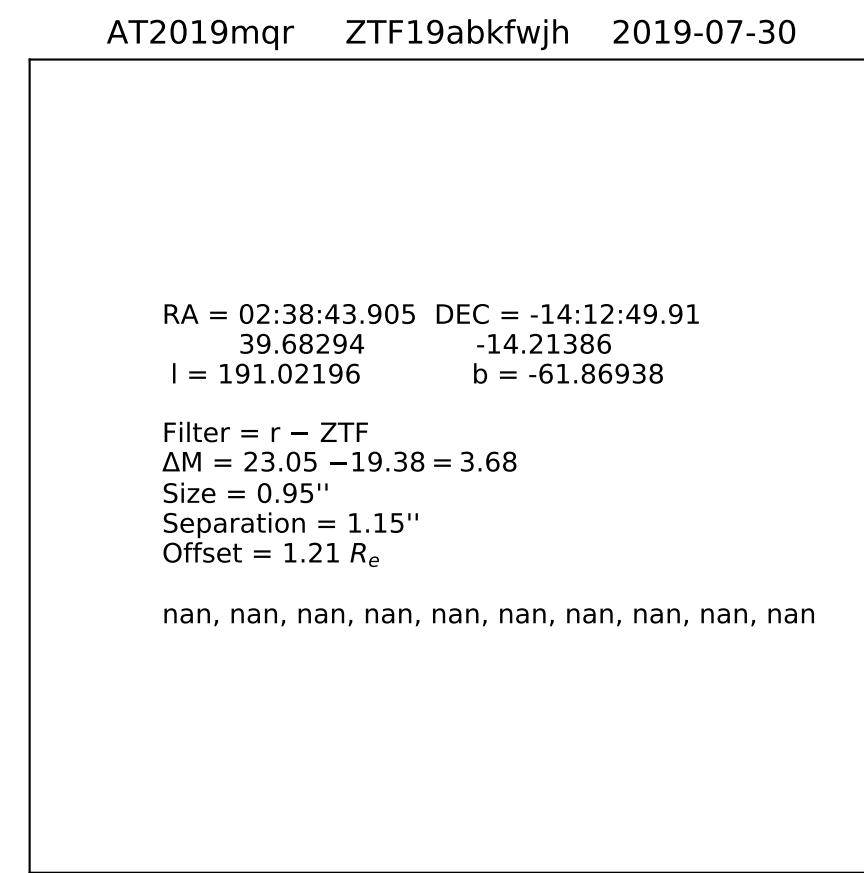 AT2019mqr ZTF19abkfwjh 2019-07-30
RA = 02:38:43.905 DEC = -14:12:49.91
39.68294 -14.21386
l = 191.02196 b = -61.86938
Filter = r − ZTF
ΔM = 23.05 −19.38 = 3.68
Size = 0.95''
Separation = 1.15''
Offset = 1.21 Re
nan, nan, nan, nan, nan, nan, nan, nan, nan, nan